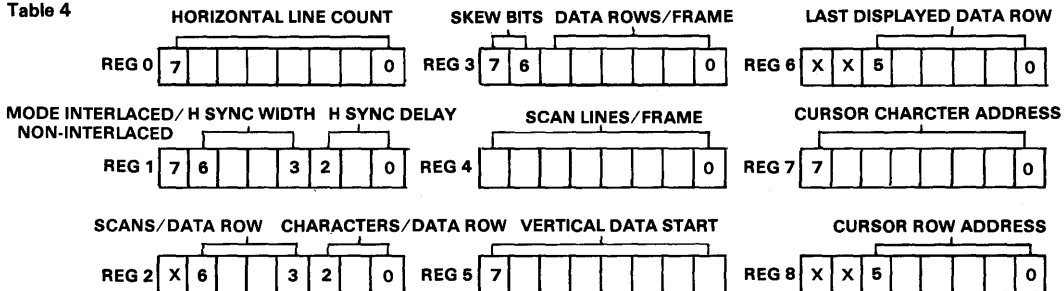 Table 4
HORIZONTAL LINE COUNT
REG 0 7 0
SKEW BITS DATA ROWS/FRAME
REG 3 7 6 0
LAST DISPLAYED DATA ROW
REG 6 X X 5 0
MODE INTERLACED/ H SYNC WIDTH H SYNC DELAY
NON-INTERLACED
REG 1 7 6 3 2 0
SCAN LINES/FRAME
REG 4 0
CURSOR CHARCTER ADDRESS
REG 7 7 0
SCANS/DATA ROW CHARACTERS/DATA ROW
REG 2 X 6 3 2 0
VERTICAL DATA START
REG 5 7
CURSOR ROW ADDRESS
REG 8 X X 5 0